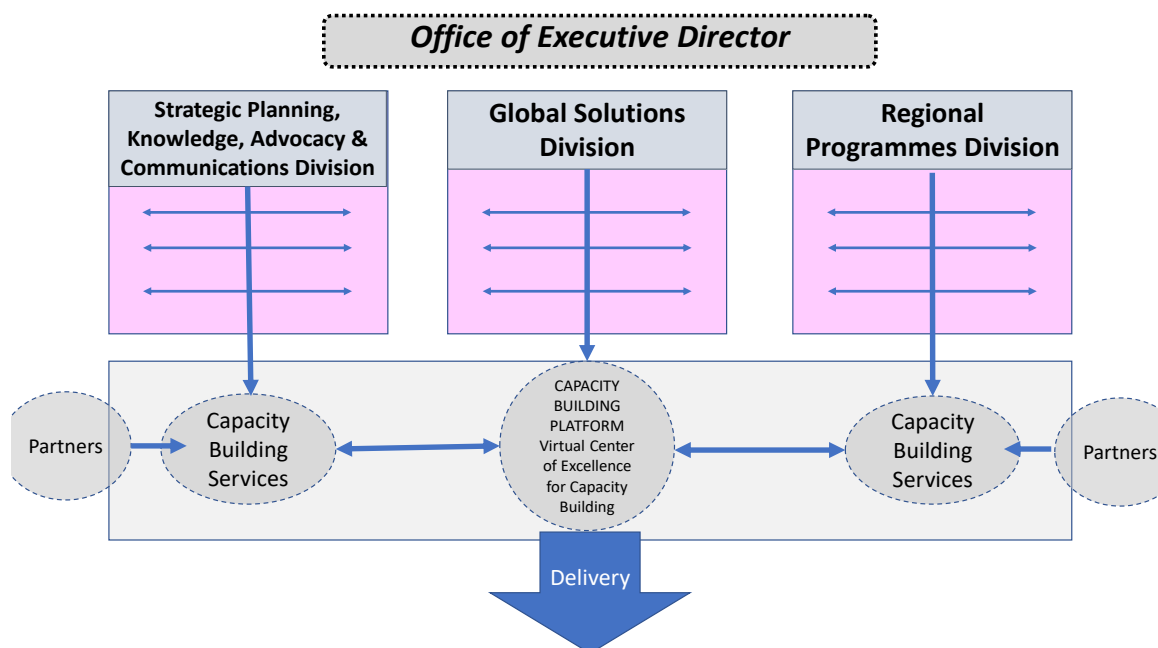 Office of Executive Director
Strategic Planning,
Knowledge, Advocacy &
Communications Division
Global Solutions
Division
Regional
Programmes Division
Partners
Capacity
Building
Services
CAPACITY
BUILDING
PLATFORM
Virtual Center
of Excellence
for Capacity
Building
Capacity
Building
Services
Partners
Delivery